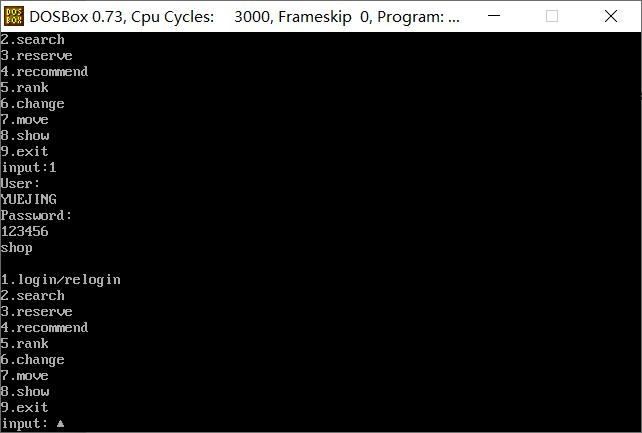 DOSBox 0.73, Cpu Cycles: 3000, Frameskip 0, Program: ...
2.search
3.reserve
4.recommend
5.rank
6.change
7.move
8.show
9.exit
input:1
User:
YUEJING
Password:
123456
shop
1.login/relogin
2.search
3.reserve
4.recommend
5.rank
6.change
7.move
8.show
9.exit
input: ▲